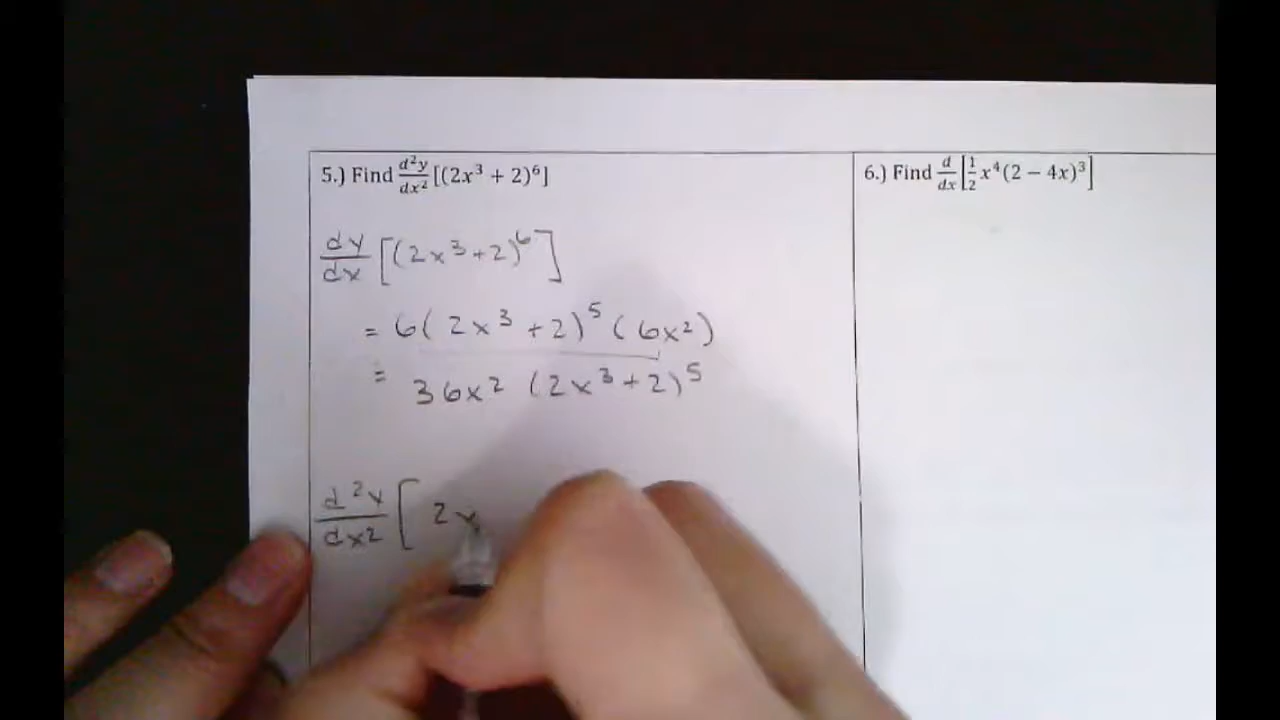 5.) Find d²y/dx² [(2x³ + 2)⁶]
dy/dx [(2x³+2)⁶]
= 6(2x³+2)⁵(6x²)
= 36x² (2x³+2)⁵
d²y/dx² [ 2x
6.) Find d/dx [1/2 x⁴(2 − 4x)³]